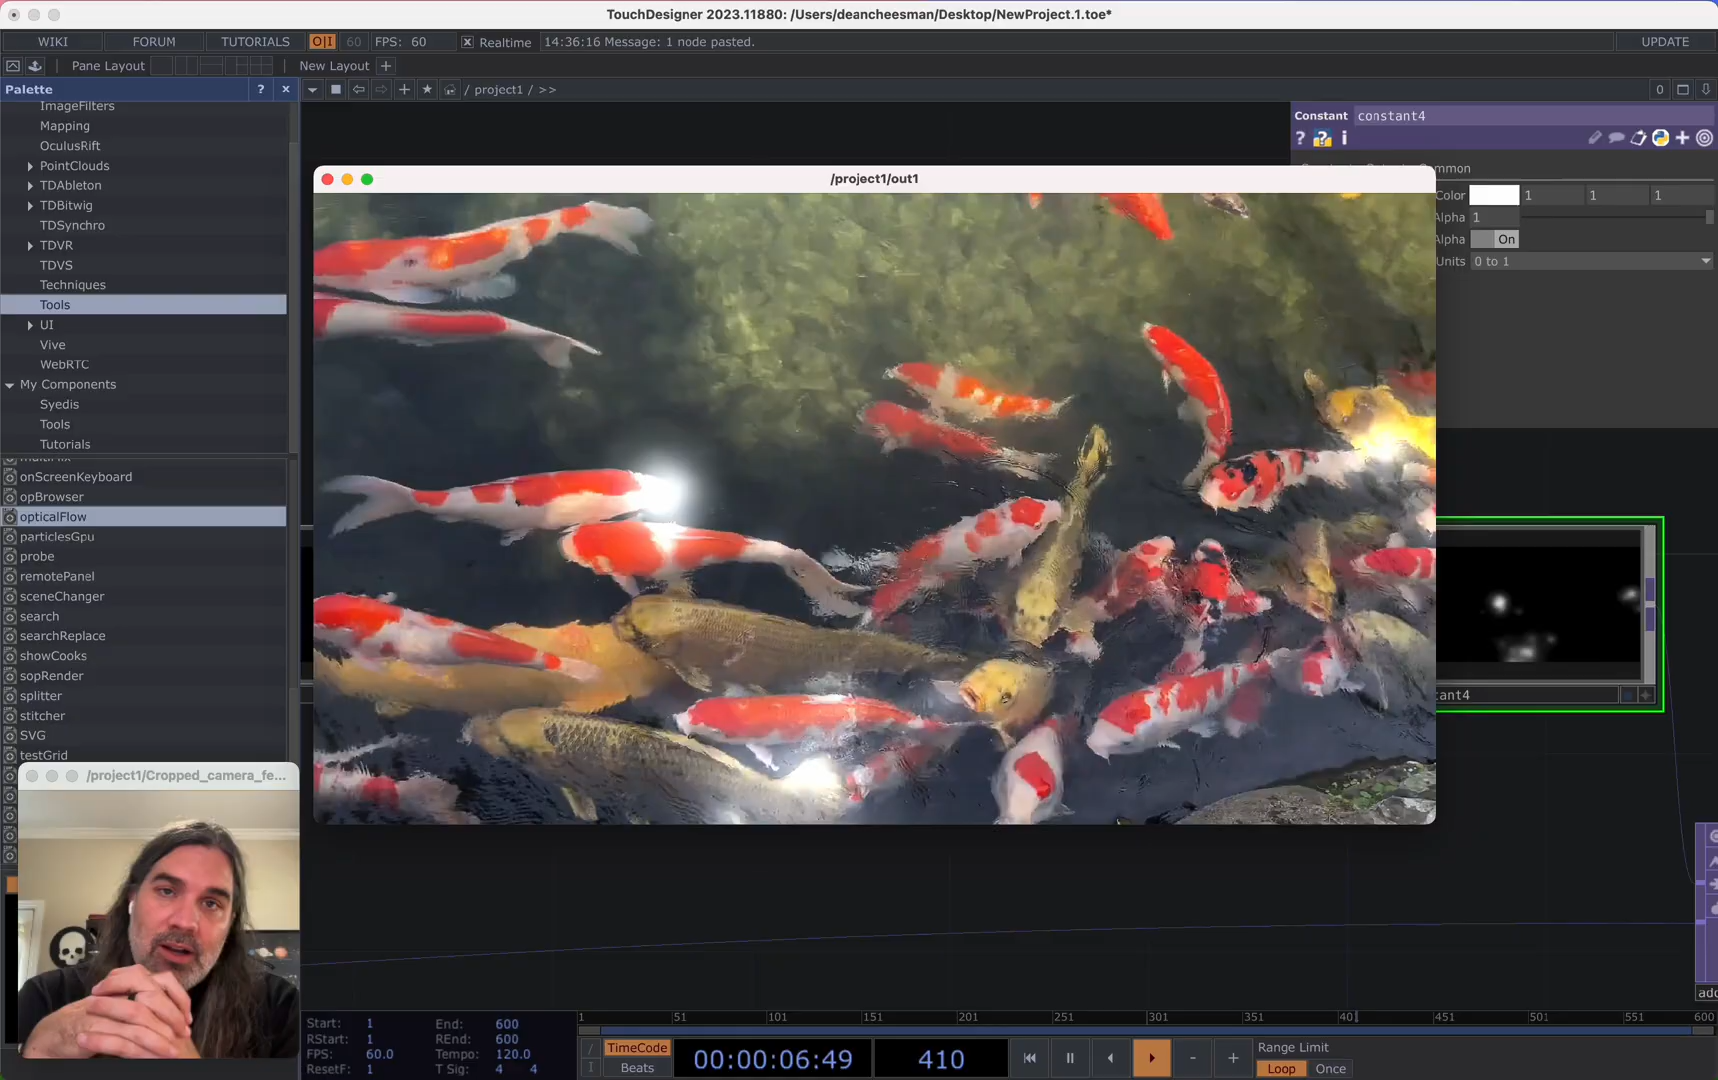 TouchDesigner 2023.11880: /Users/deancheesman/Desktop/NewProject.1.toe*
WIKI FORUM TUTORIALS O|I 60 FPS: 60 Realtime 14:36:16 Message: 1 node pasted. UPDATE
Pane Layout New Layout
Palette ? x / project1 / >> 0
ImageFilters
Mapping
OculusRift
PointClouds
TDAbleton
TDBitwig
TDSynchro
TDVR
TDVS
Techniques
Tools
UI
Vive
WebRTC
My Components
Syedis
Tools
Tutorials
onScreenKeyboard
opBrowser
opticalFlow
particlesGpu
probe
remotePanel
sceneChanger
search
searchReplace
showCooks
sopRender
splitter
stitcher
SVG
testGrid
/project1/Cropped_camera_fe...
/project1/out1
Constant constant4
? ? i
mmon
Color 1 1 1
Alpha 1
Alpha On
Units 0 to 1
tant4
add
Start: 1 End: 600
RStart: 1 REnd: 600
FPS: 60.0 Tempo: 120.0
ResetF: 1 T Sig: 4 4
1 51 101 151 201 251 301 351 401 451 501 551 600
TimeCode
Beats
00:00:06:49 410
Range Limit
Loop Once